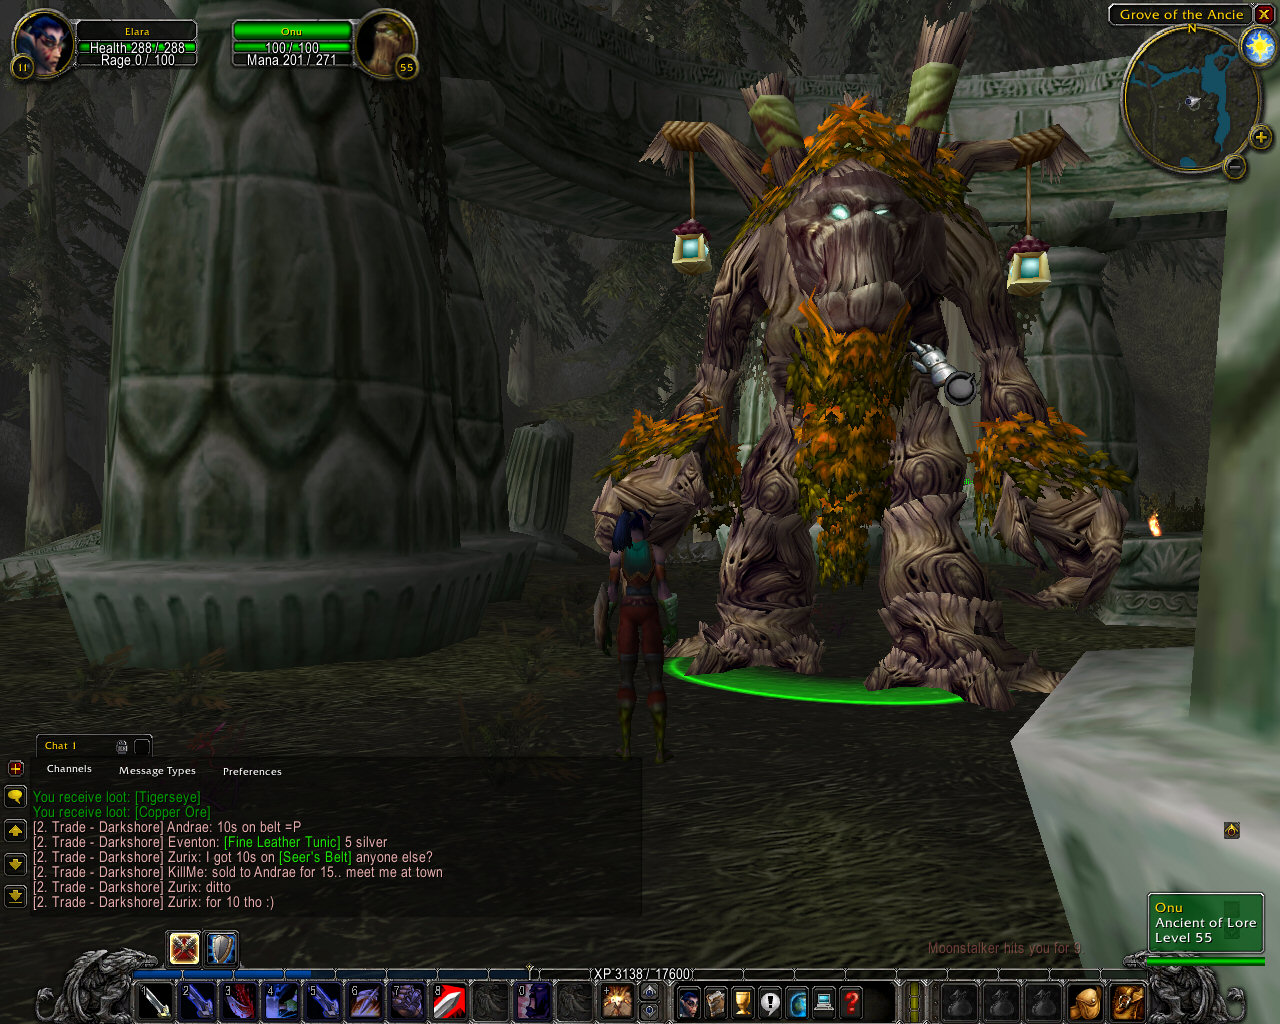 Elara
Health 288 / 288
Rage 0 / 100
11
Onu
100 / 100
Mana 201 / 271
55
Grove of the Ancie
N
Chat 1
Channels
Message Types
Preferences
You receive loot: [Tigerseye]
You receive loot: [Copper Ore]
[2. Trade - Darkshore] Andrae: 10s on belt =P
[2. Trade - Darkshore] Eventon: [Fine Leather Tunic] 5 silver
[2. Trade - Darkshore] Zurix: I got 10s on [Seer's Belt] anyone else?
[2. Trade - Darkshore] KillMe: sold to Andrae for 15.. meet me at town
[2. Trade - Darkshore] Zurix: ditto
[2. Trade - Darkshore] Zurix: for 10 tho :)
Onu
Ancient of Lore
Level 55
Moonstalker hits you for 9
XP 3138 / 17600
1 2 3 4 5 6 7 8 0 +